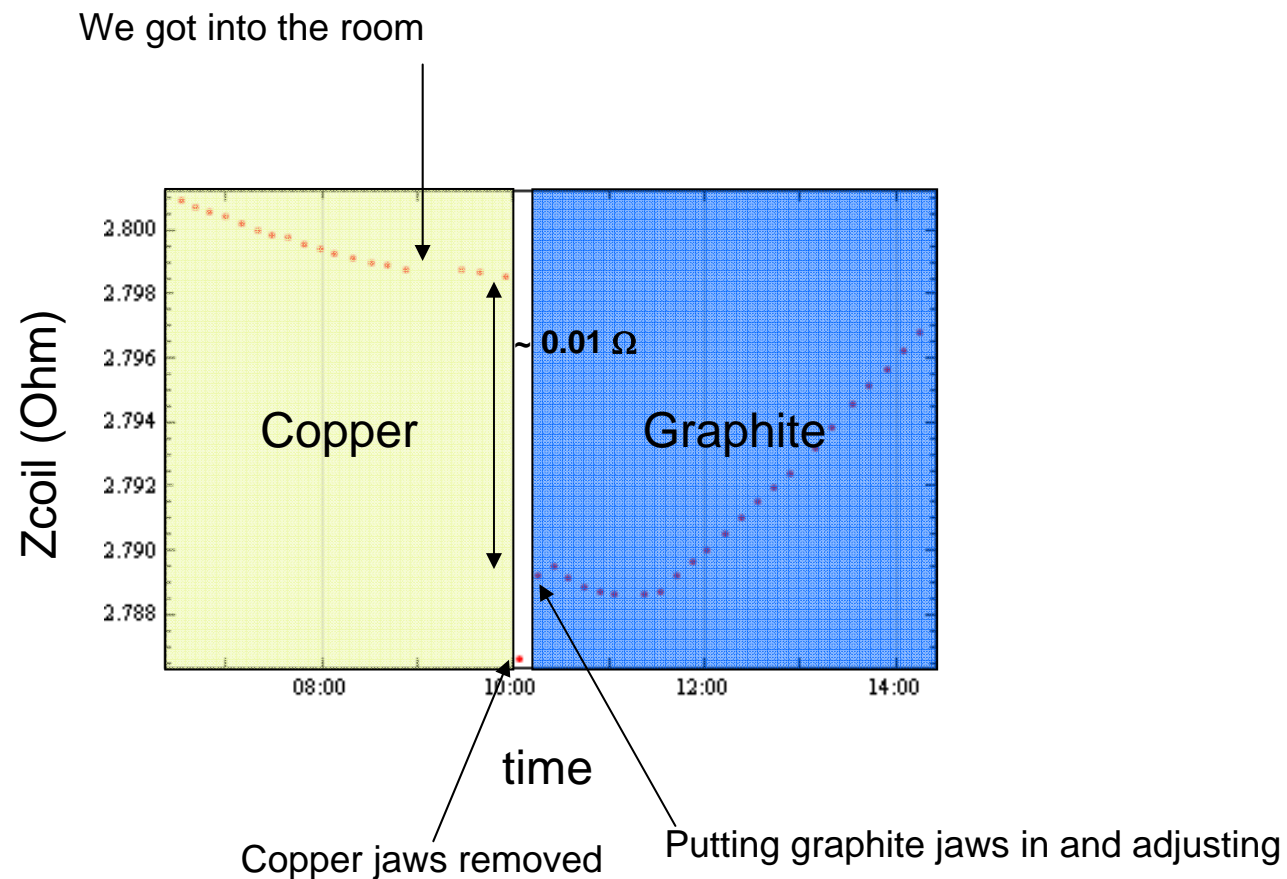 We got into the room
2.800
2.798
2.796
2.794
2.792
2.790
2.788
Zcoil (Ohm)
~ 0.01 Ω
Copper
Graphite
08:00
10:00
12:00
14:00
time
Copper jaws removed
Putting graphite jaws in and adjusting